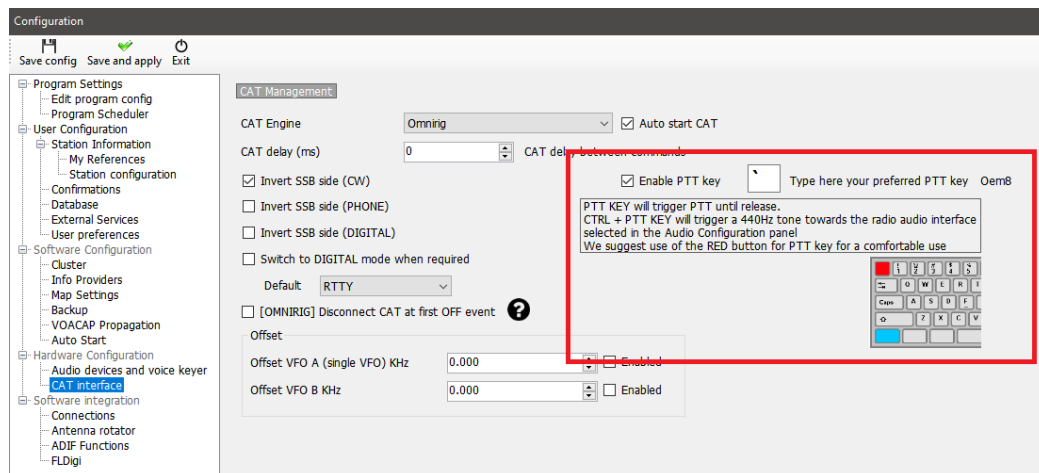 Configuration
Save config Save and apply Exit
Program Settings
Edit program config
Program Scheduler
User Configuration
Station Information
My References
Station configuration
Confirmations
Database
External Services
User preferences
Software Configuration
Cluster
Info Providers
Map Settings
Backup
VOACAP Propagation
Auto Start
Hardware Configuration
Audio devices and voice keyer
CAT interface
Software integration
Connections
Antenna rotator
ADIF Functions
FLDigi
CAT Management
CAT Engine Omnirig Auto start CAT
CAT delay (ms) 0 CAT delay between commands
Invert SSB side (CW)
Invert SSB side (PHONE)
Invert SSB side (DIGITAL)
Switch to DIGITAL mode when required
Default RTTY
[OMNIRIG] Disconnect CAT at first OFF event ?
Offset
Offset VFO A (single VFO) KHz 0.000 Enabled
Offset VFO B KHz 0.000 Enabled
Enable PTT key ` Type here your preferred PTT key Oem8
PTT KEY will trigger PTT until release.
CTRL + PTT KEY will trigger a 440Hz tone towards the radio audio interface
selected in the Audio Configuration panel
We suggest use of the RED button for PTT key for a comfortable use
Q W E R
Caps A S D F
Z X C V